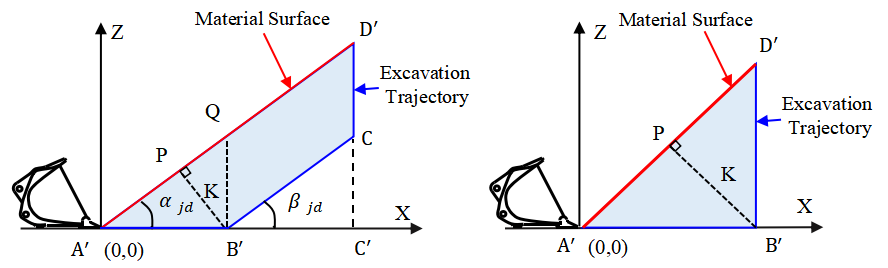 Material Surface
Z
D′
Excavation
Trajectory
Q
P
C
K
α jd
β jd
X
A′
(0,0)
B′
C′
Material Surface
Z
D′
Excavation
Trajectory
P
K
X
A′
(0,0)
B′